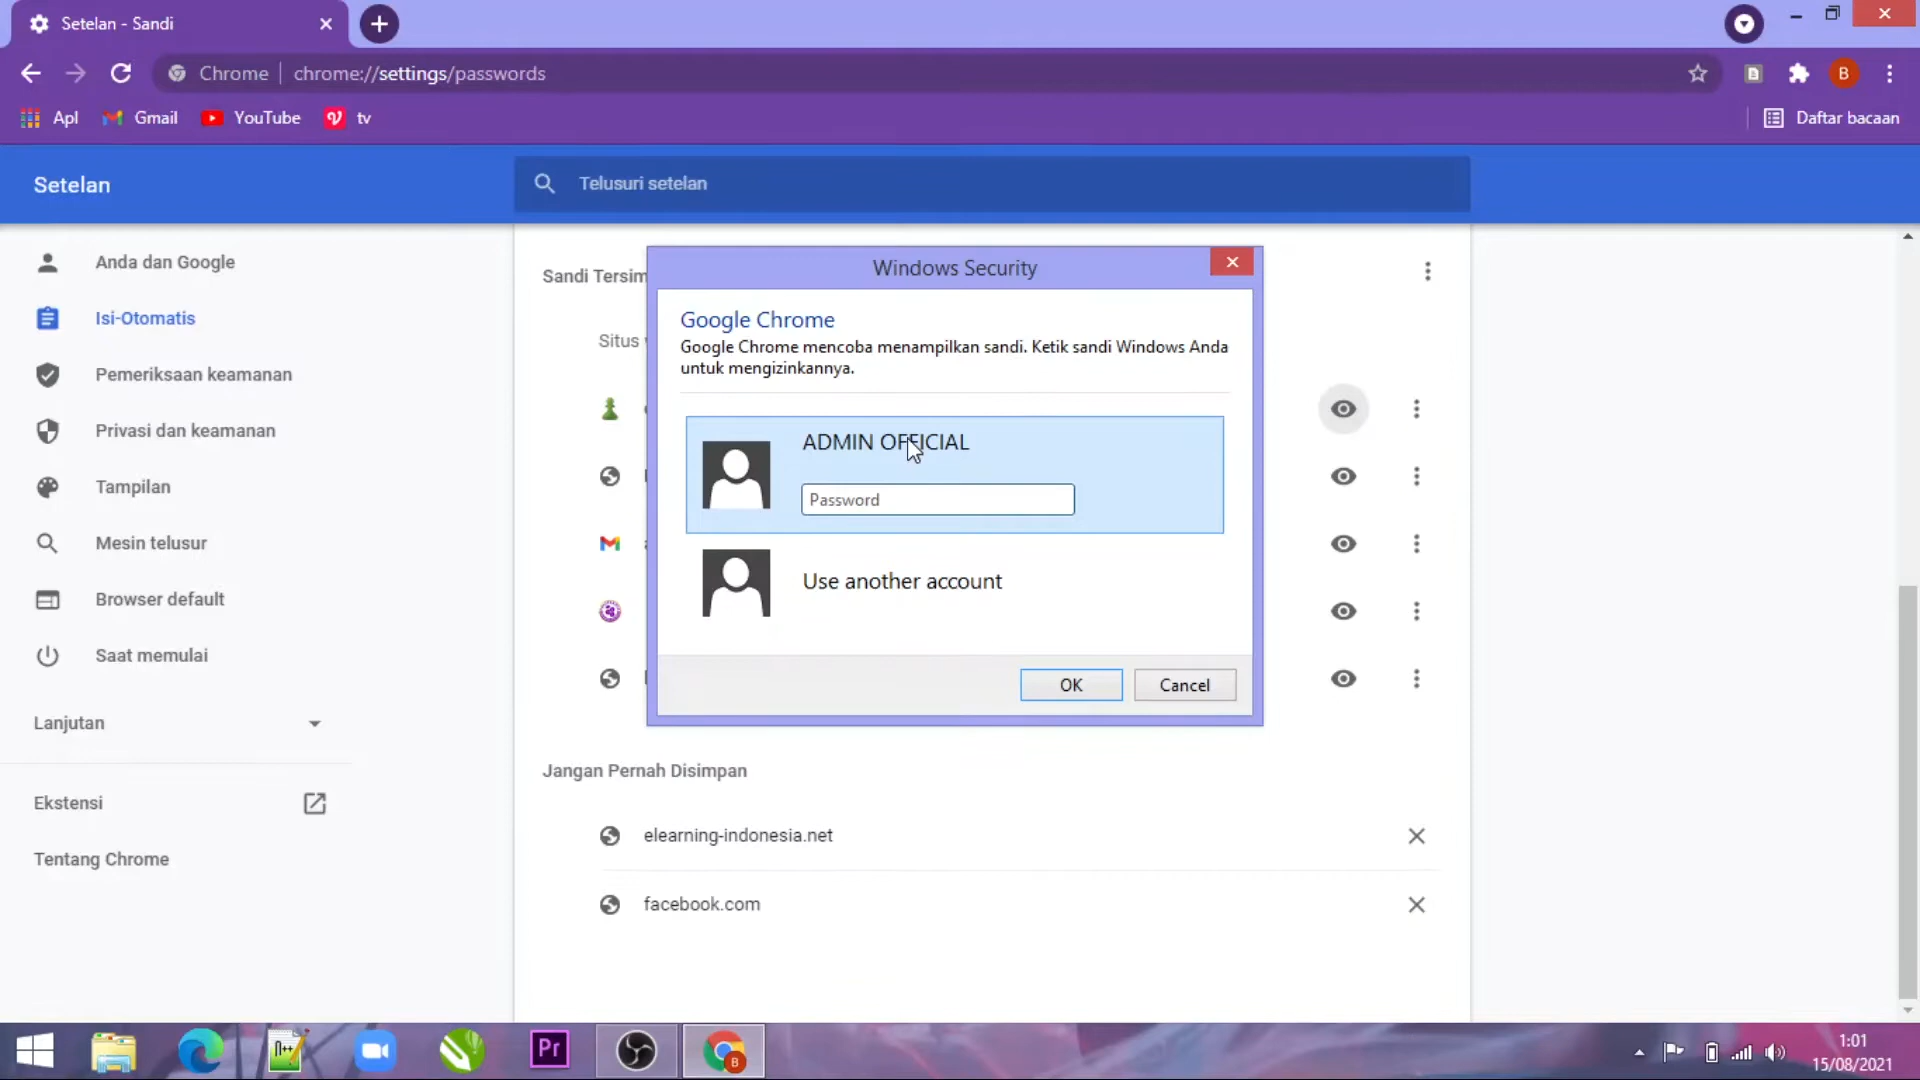 Setelan - Sandi
Chrome
chrome://settings/passwords
B
Apl
Gmail
YouTube
tv
Daftar bacaan
Setelan
Telusuri setelan
Anda dan Google
Isi-Otomatis
Pemeriksaan keamanan
Privasi dan keamanan
Tampilan
Mesin telusur
Browser default
Saat memulai
Lanjutan
Ekstensi
Tentang Chrome
Situs
Windows Security
Google Chrome
Google Chrome mencoba menampilkan sandi. Ketik sandi Windows Anda
untuk mengizinkannya.
ADMIN OFFICIAL
Password
Use another account
OK
Cancel
Jangan Pernah Disimpan
elearning-indonesia.net
facebook.com
Pr
B
1:01
15/08/2021